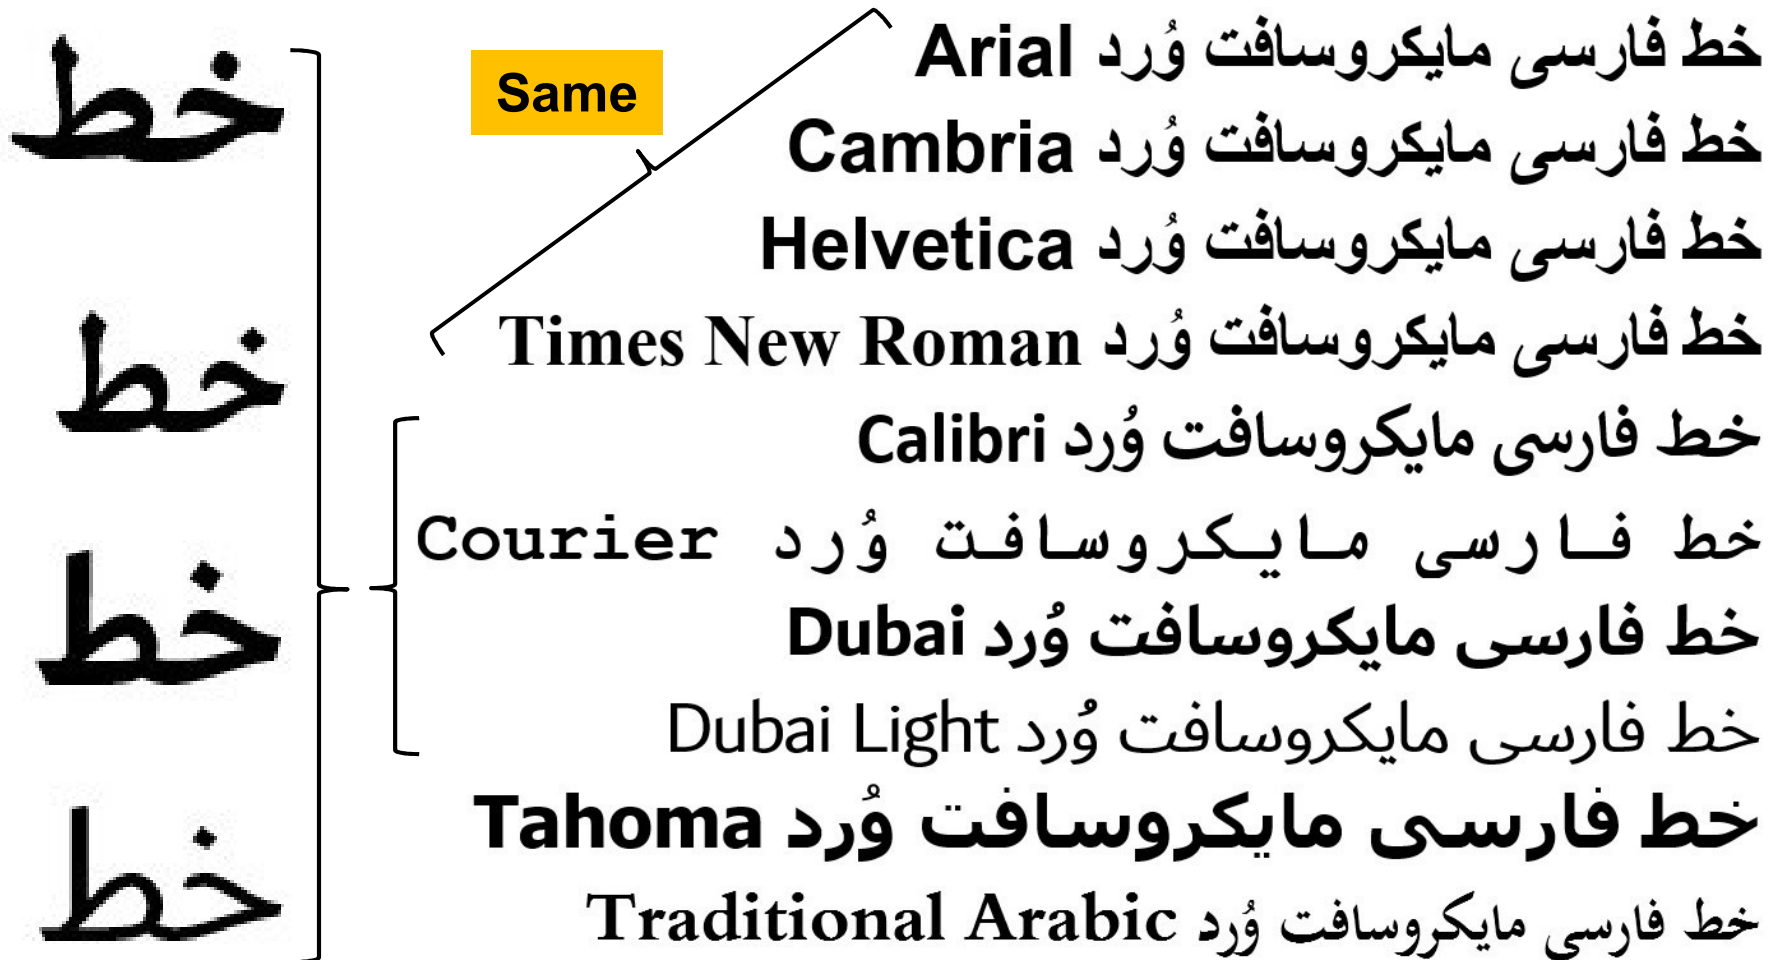 خط
خط
خط
خط
Same
خط فارسی مایکروسافت وُرد Arial
خط فارسی مایکروسافت وُرد Cambria
خط فارسی مایکروسافت وُرد Helvetica
خط فارسی مایکروسافت وُرد Times New Roman
خط فارسی مایکروسافت وُرد Calibri
خط فارسی مایکروسافت وُرد Courier
خط فارسی مایکروسافت وُرد Dubai
خط فارسی مایکروسافت وُرد Dubai Light
خط فارسی مایکروسافت وُرد Tahoma
خط فارسی مایکروسافت وُرد Traditional Arabic